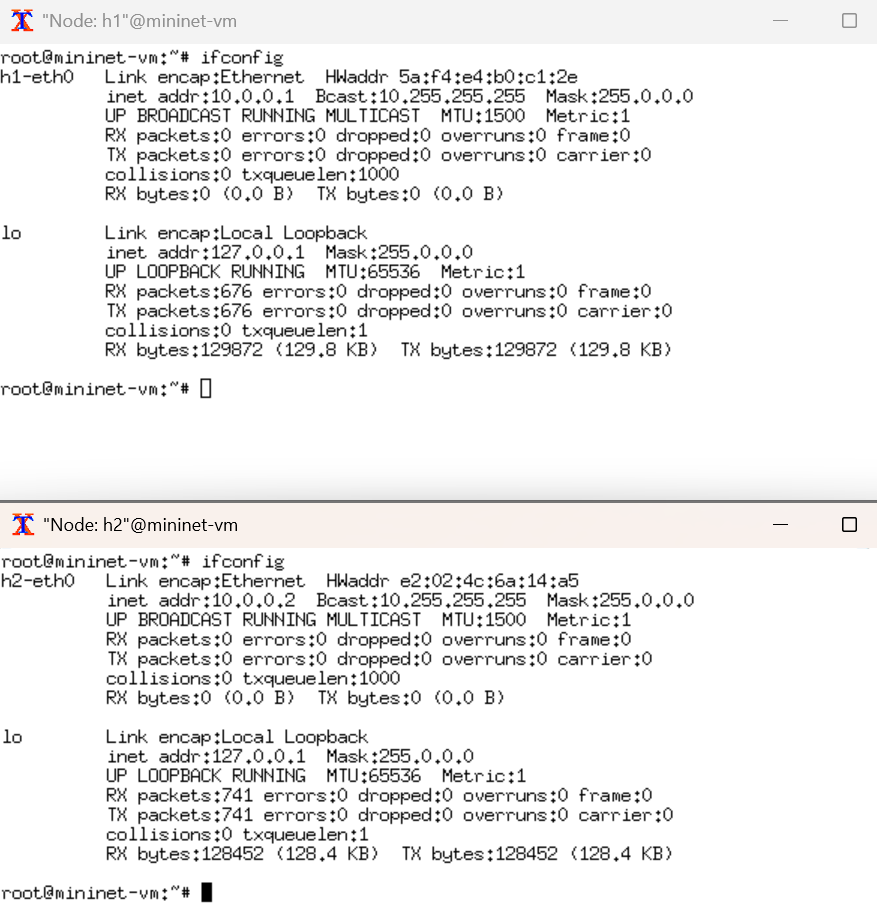 "Node: h1"@mininet-vm
root@mininet-vm:~# ifconfig
h1-eth0   Link encap:Ethernet  HWaddr 5a:f4:e4:b0:c1:2e
          inet addr:10.0.0.1  Bcast:10.255.255.255  Mask:255.0.0.0
          UP BROADCAST RUNNING MULTICAST  MTU:1500  Metric:1
          RX packets:0 errors:0 dropped:0 overruns:0 frame:0
          TX packets:0 errors:0 dropped:0 overruns:0 carrier:0
          collisions:0 txqueuelen:1000
          RX bytes:0 (0.0 B)  TX bytes:0 (0.0 B)
lo        Link encap:Local Loopback
          inet addr:127.0.0.1  Mask:255.0.0.0
          UP LOOPBACK RUNNING  MTU:65536  Metric:1
          RX packets:676 errors:0 dropped:0 overruns:0 frame:0
          TX packets:676 errors:0 dropped:0 overruns:0 carrier:0
          collisions:0 txqueuelen:1
          RX bytes:129872 (129.8 KB)  TX bytes:129872 (129.8 KB)
root@mininet-vm:~#
"Node: h2"@mininet-vm
root@mininet-vm:~# ifconfig
h2-eth0   Link encap:Ethernet  HWaddr e2:02:4c:6a:14:a5
          inet addr:10.0.0.2  Bcast:10.255.255.255  Mask:255.0.0.0
          UP BROADCAST RUNNING MULTICAST  MTU:1500  Metric:1
          RX packets:0 errors:0 dropped:0 overruns:0 frame:0
          TX packets:0 errors:0 dropped:0 overruns:0 carrier:0
          collisions:0 txqueuelen:1000
          RX bytes:0 (0.0 B)  TX bytes:0 (0.0 B)
lo        Link encap:Local Loopback
          inet addr:127.0.0.1  Mask:255.0.0.0
          UP LOOPBACK RUNNING  MTU:65536  Metric:1
          RX packets:741 errors:0 dropped:0 overruns:0 frame:0
          TX packets:741 errors:0 dropped:0 overruns:0 carrier:0
          collisions:0 txqueuelen:1
          RX bytes:128452 (128.4 KB)  TX bytes:128452 (128.4 KB)
root@mininet-vm:~#